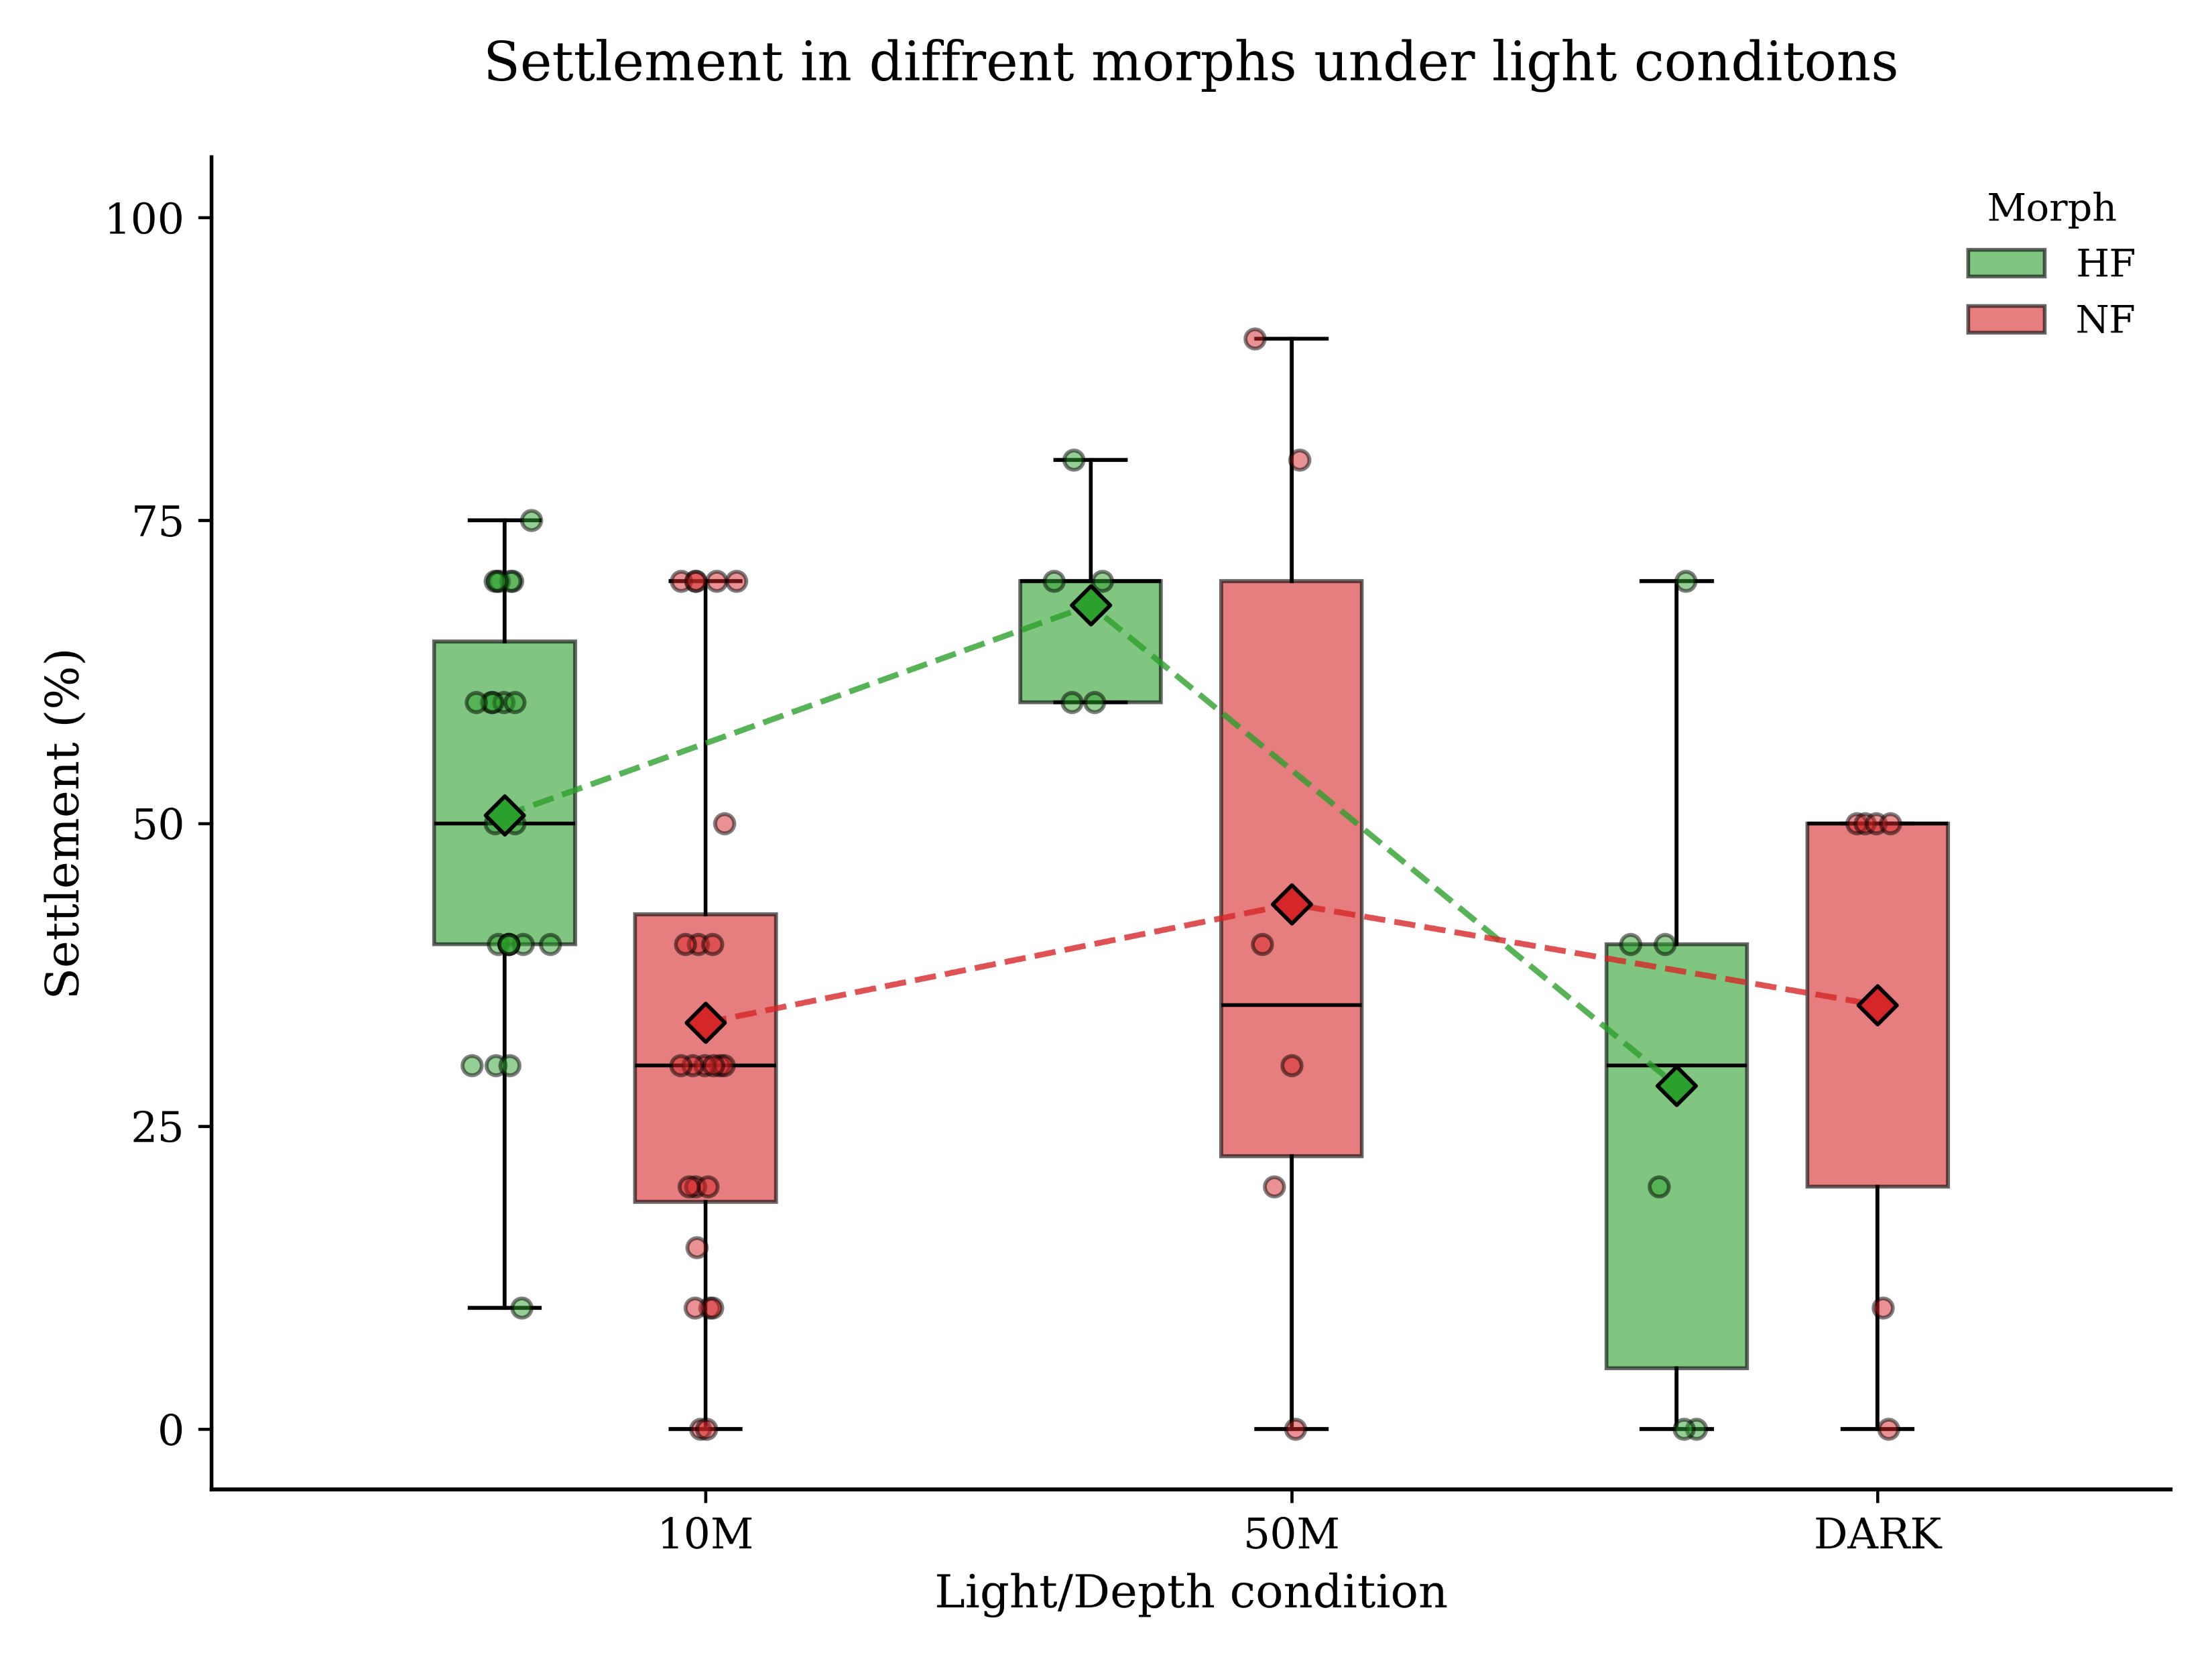 Settlement in diffrent morphs under light conditons
Morph
HF
NF
100
75
50
25
0
Settlement (%)
10M
50M
DARK
Light/Depth condition